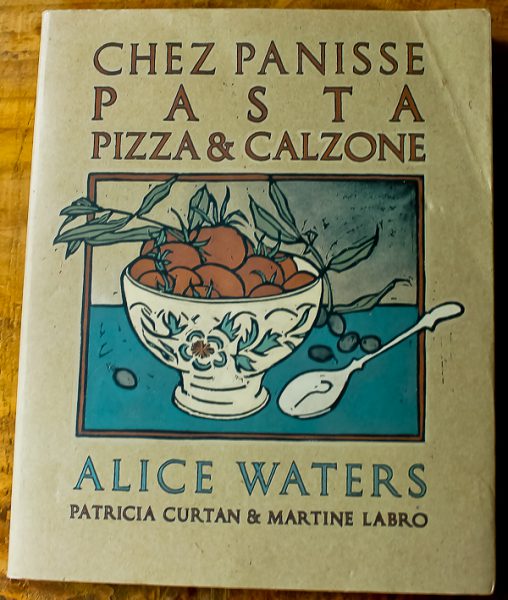 CHEZ PANISSE
PASTA
PIZZA & CALZONE
ALICE WATERS
PATRICIA CURTAN & MARTINE LABRO